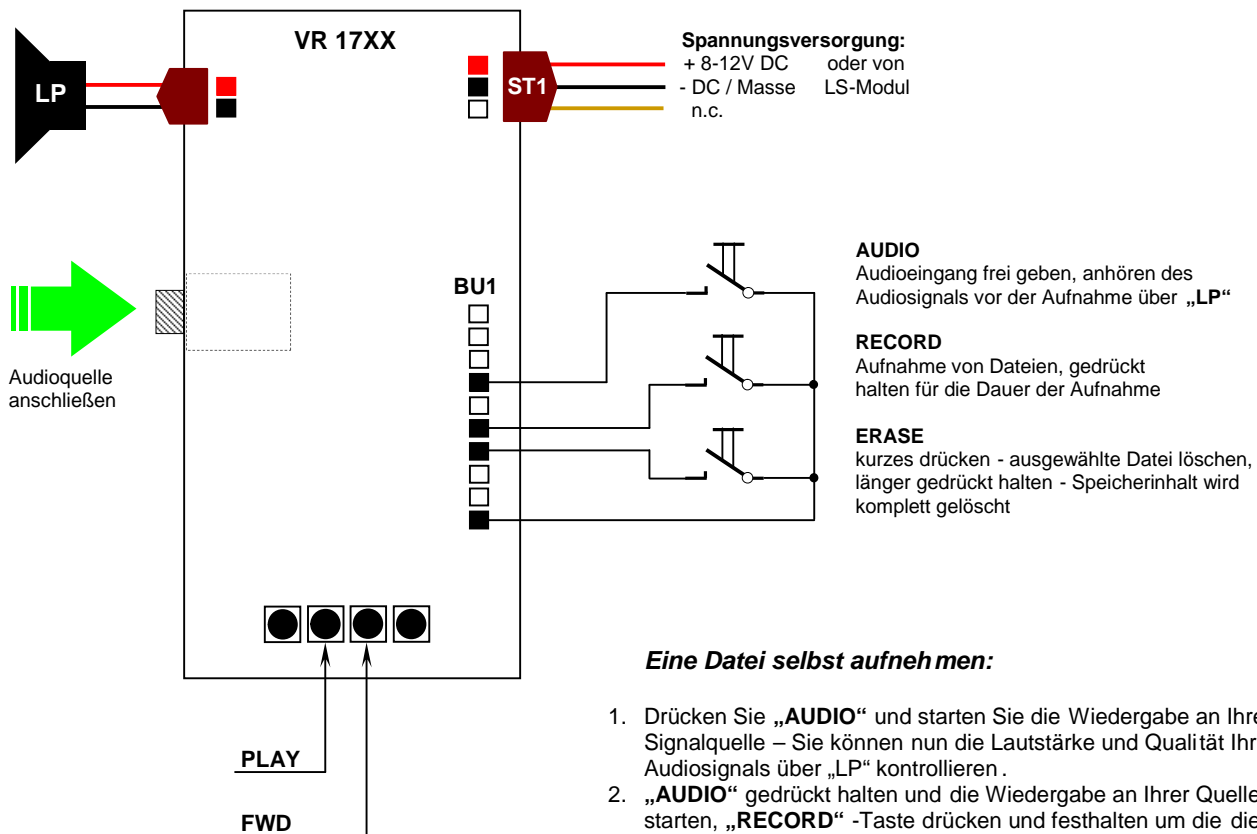 VR 17XX
LP
ST1
Spannungsversorgung:
+ 8-12V DC oder von
- DC / Masse LS-Modul
n.c.
Audioquelle
anschließen
BU1
AUDIO
Audioeingang frei geben, anhören des
Audiosignals vor der Aufnahme über „LP“
RECORD
Aufnahme von Dateien, gedrückt
halten für die Dauer der Aufnahme
ERASE
kurzes drücken - ausgewählte Datei löschen,
länger gedrückt halten - Speicherinhalt wird
komplett gelöscht
PLAY
FWD
Eine Datei selbst aufnehmen:
1. Drücken Sie „AUDIO“ und starten Sie die Wiedergabe an Ihre
Signalquelle – Sie können nun die Lautstärke und Qualität Ihr
Audiosignals über „LP“ kontrollieren.
2. „AUDIO“ gedrückt halten und die Wiedergabe an Ihrer Quelle
starten, „RECORD“ -Taste drücken und festhalten um die die